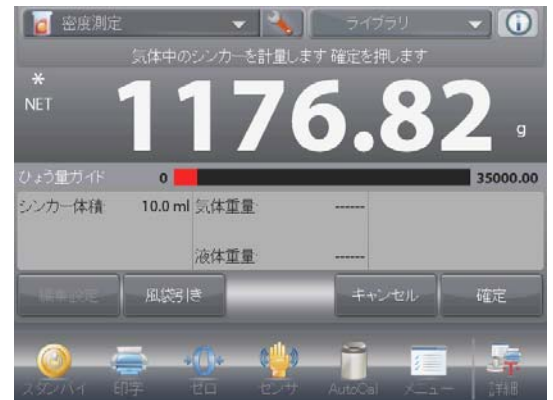 密度測定 ライブラリ
気体中のシンカーを計量します 確定を押します
*
NET 1176.82 g
ひょう量ガイド 0 35000.00
シンカー体積: 10.0 ml 気体重量: ------
液体重量: ------
編集設定 風袋引き キャンセル 確定
スタンバイ 印字 ゼロ センサ AutoCal メニュー 詳細